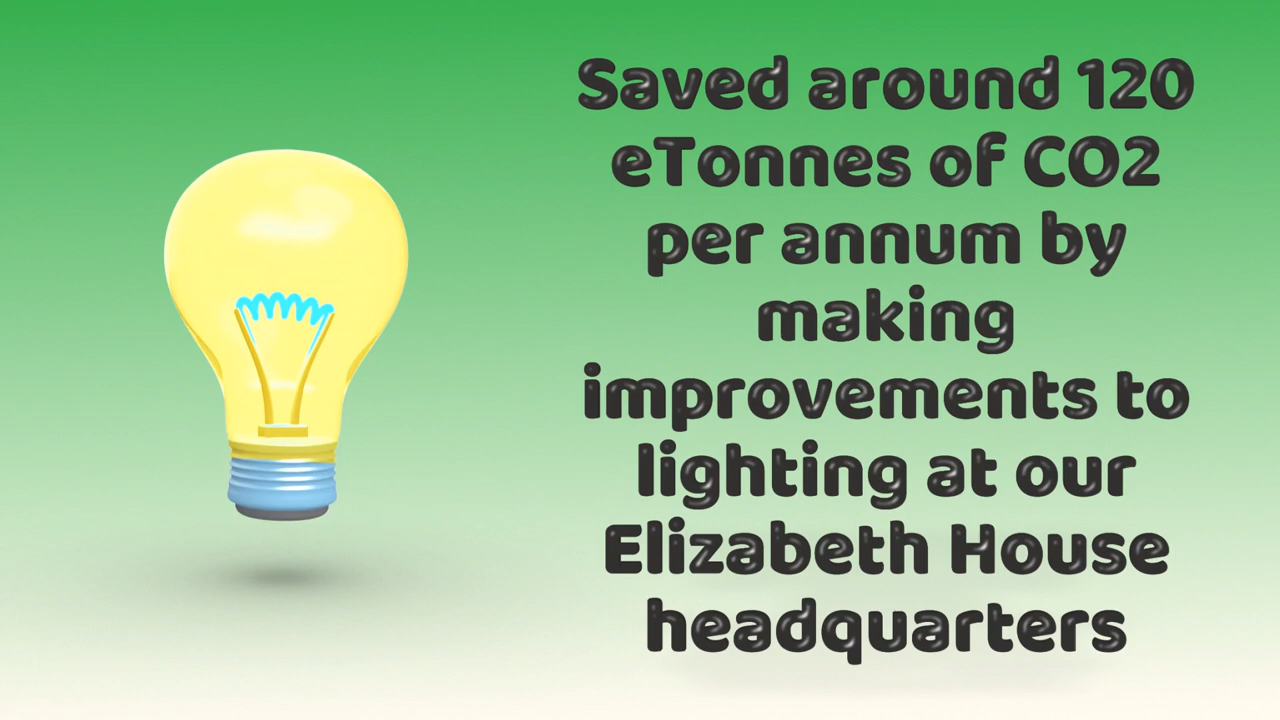 Saved around 120
eTonnes of CO2
per annum by
making
improvements to
lighting at our
Elizabeth House
headquarters